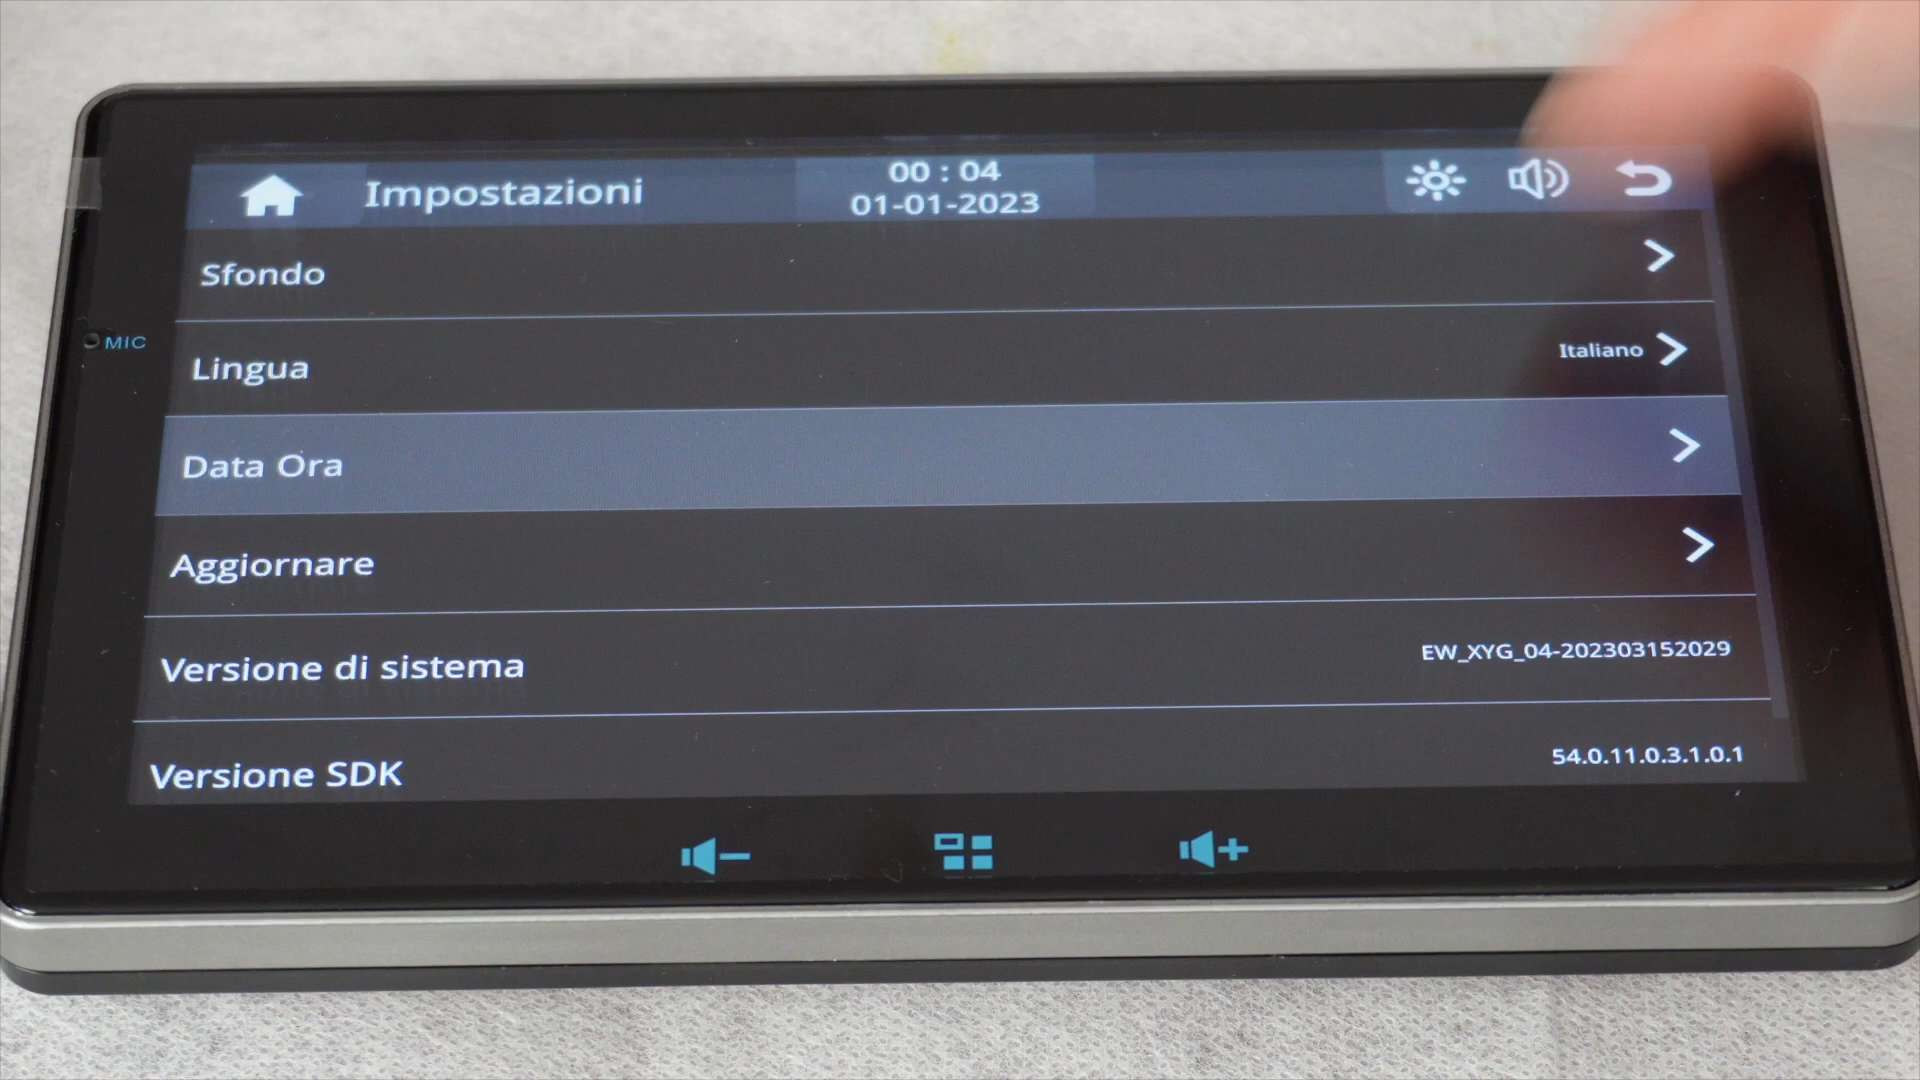 Impostazioni
00 : 04
01-01-2023
Sfondo
MIC
Lingua
Italiano
Data Ora
Aggiornare
Versione di sistema
EW_XYG_04-202303152029
Versione SDK
54.0.11.0.3.1.0.1